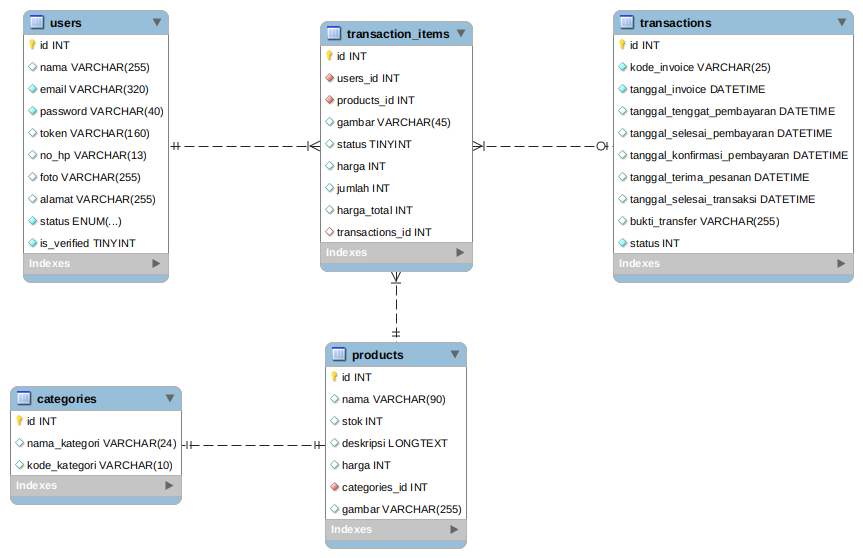 users
id INT
nama VARCHAR(255)
email VARCHAR(320)
password VARCHAR(40)
token VARCHAR(160)
no_hp VARCHAR(13)
foto VARCHAR(255)
alamat VARCHAR(255)
status ENUM(...)
is_verified TINYINT
Indexes
transaction_items
id INT
users_id INT
products_id INT
gambar VARCHAR(45)
status TINYINT
harga INT
jumlah INT
harga_total INT
transactions_id INT
Indexes
transactions
id INT
kode_invoice VARCHAR(25)
tanggal_invoice DATETIME
tanggal_tenggat_pembayaran DATETIME
tanggal_selesai_pembayaran DATETIME
tanggal_konfirmasi_pembayaran DATETIME
tanggal_terima_pesanan DATETIME
tanggal_selesai_transaksi DATETIME
bukti_transfer VARCHAR(255)
status INT
Indexes
categories
id INT
nama_kategori VARCHAR(24)
kode_kategori VARCHAR(10)
Indexes
products
id INT
nama VARCHAR(90)
stok INT
deskripsi LONGTEXT
harga INT
categories_id INT
gambar VARCHAR(255)
Indexes